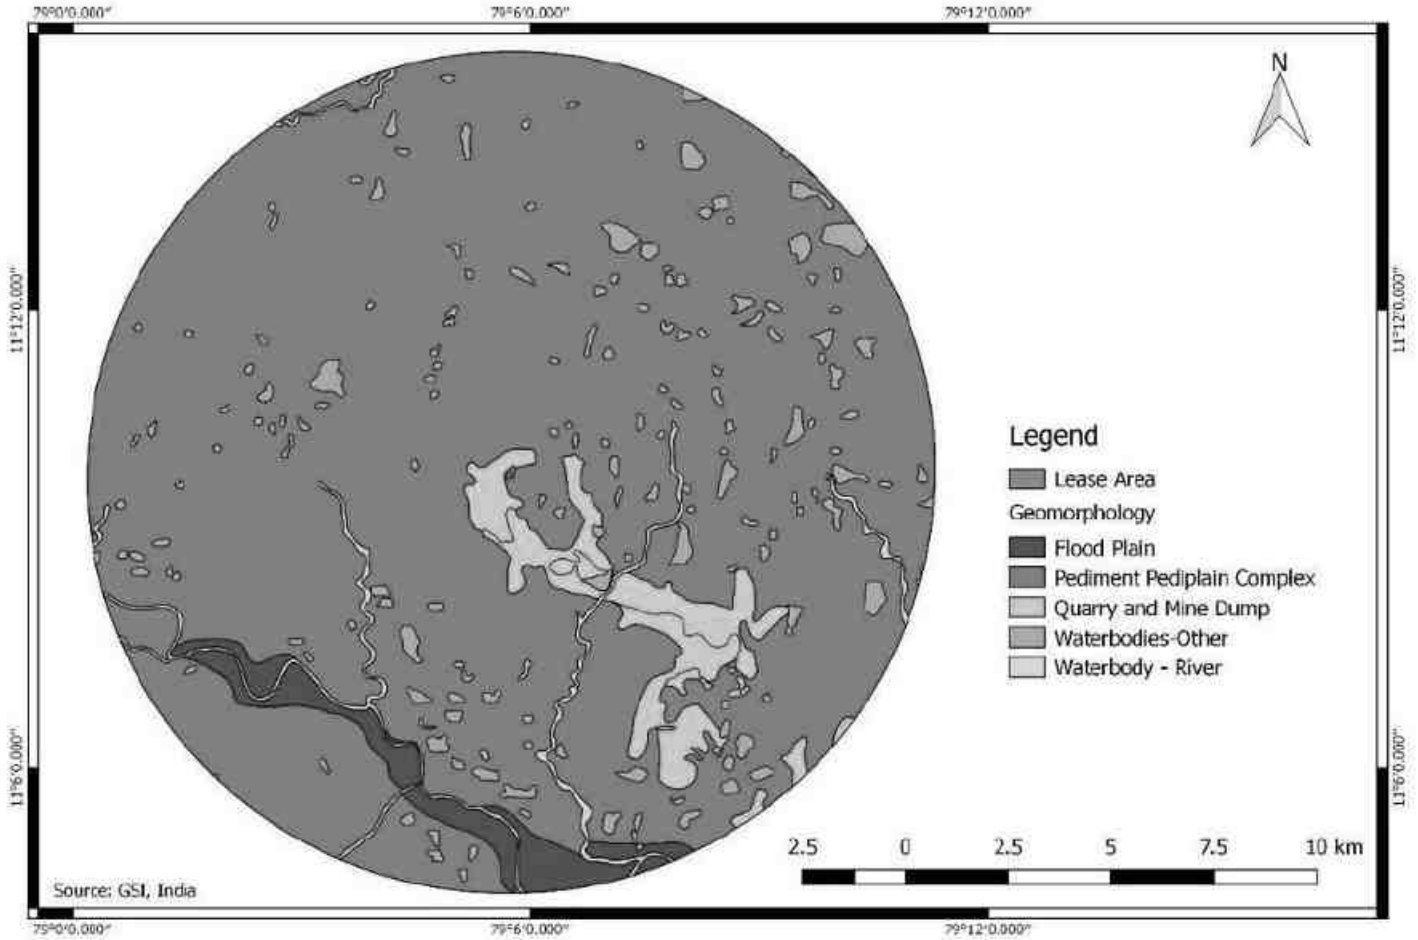 79°0'0.000" 79°6'0.000" 79°12'0.000"
N
11°12'0.000" 11°12'0.000"
Legend
Lease Area
Geomorphology
Flood Plain
Pediment Pediplain Complex
Quarry and Mine Dump
Waterbodies-Other
Waterbody - River
11°6'0.000" 11°6'0.000"
2.5 0 2.5 5 7.5 10 km
Source: GSI, India
79°0'0.000" 79°6'0.000" 79°12'0.000"